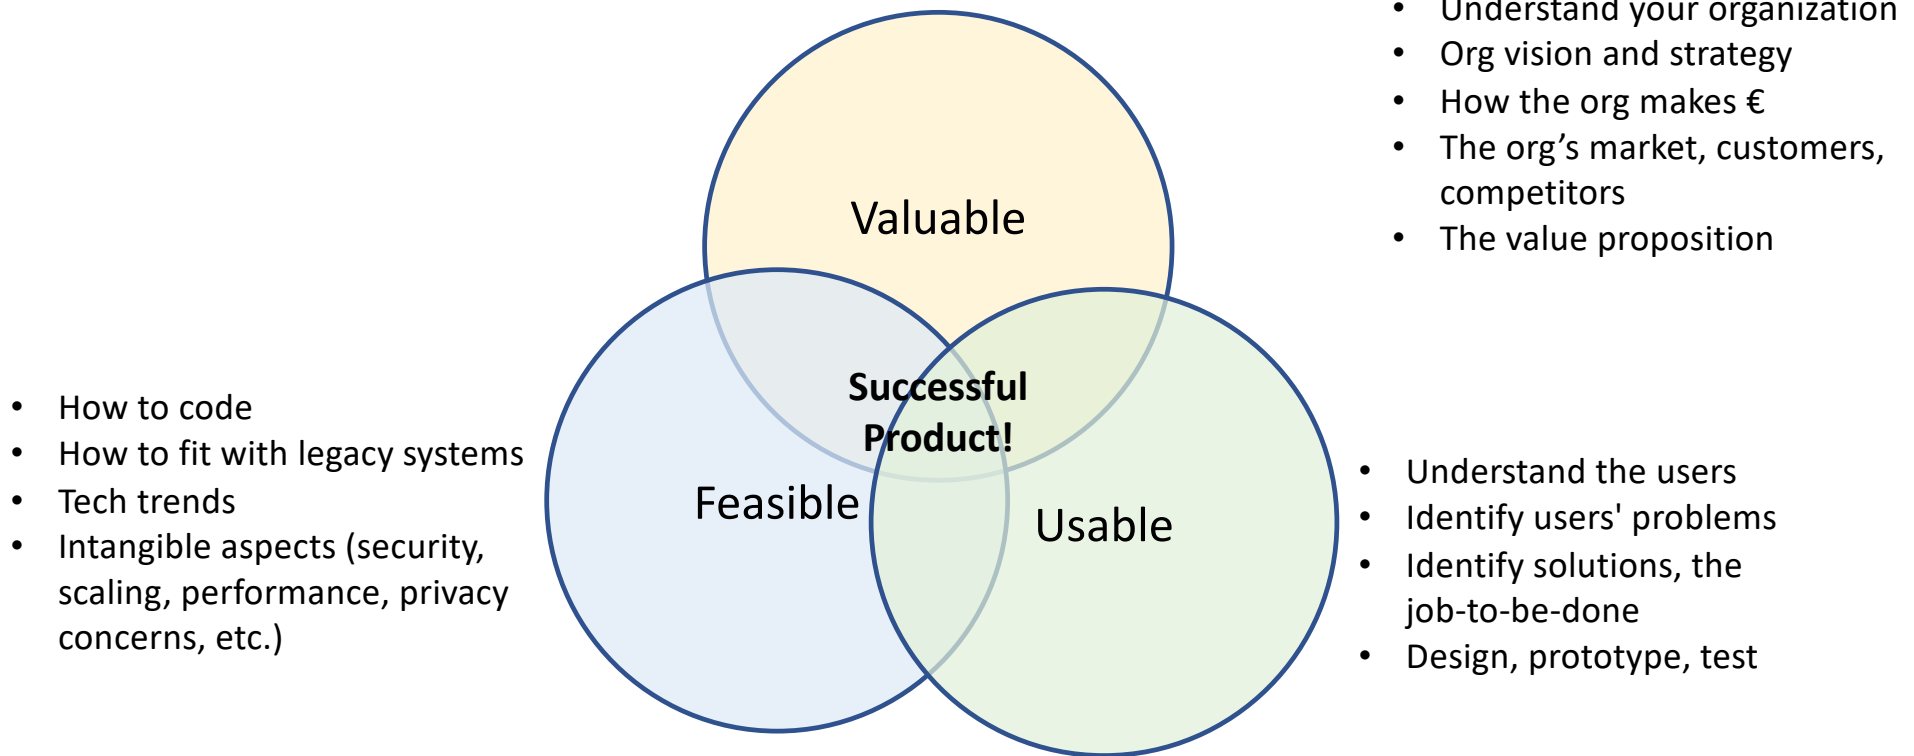 • Understand your organization
• Org vision and strategy
• How the org makes €
• The org’s market, customers,
competitors
• The value proposition
Valuable
Successful
Product!
Feasible
Usable
• How to code
• How to fit with legacy systems
• Tech trends
• Intangible aspects (security,
scaling, performance, privacy
concerns, etc.)
• Understand the users
• Identify users' problems
• Identify solutions, the
job-to-be-done
• Design, prototype, test